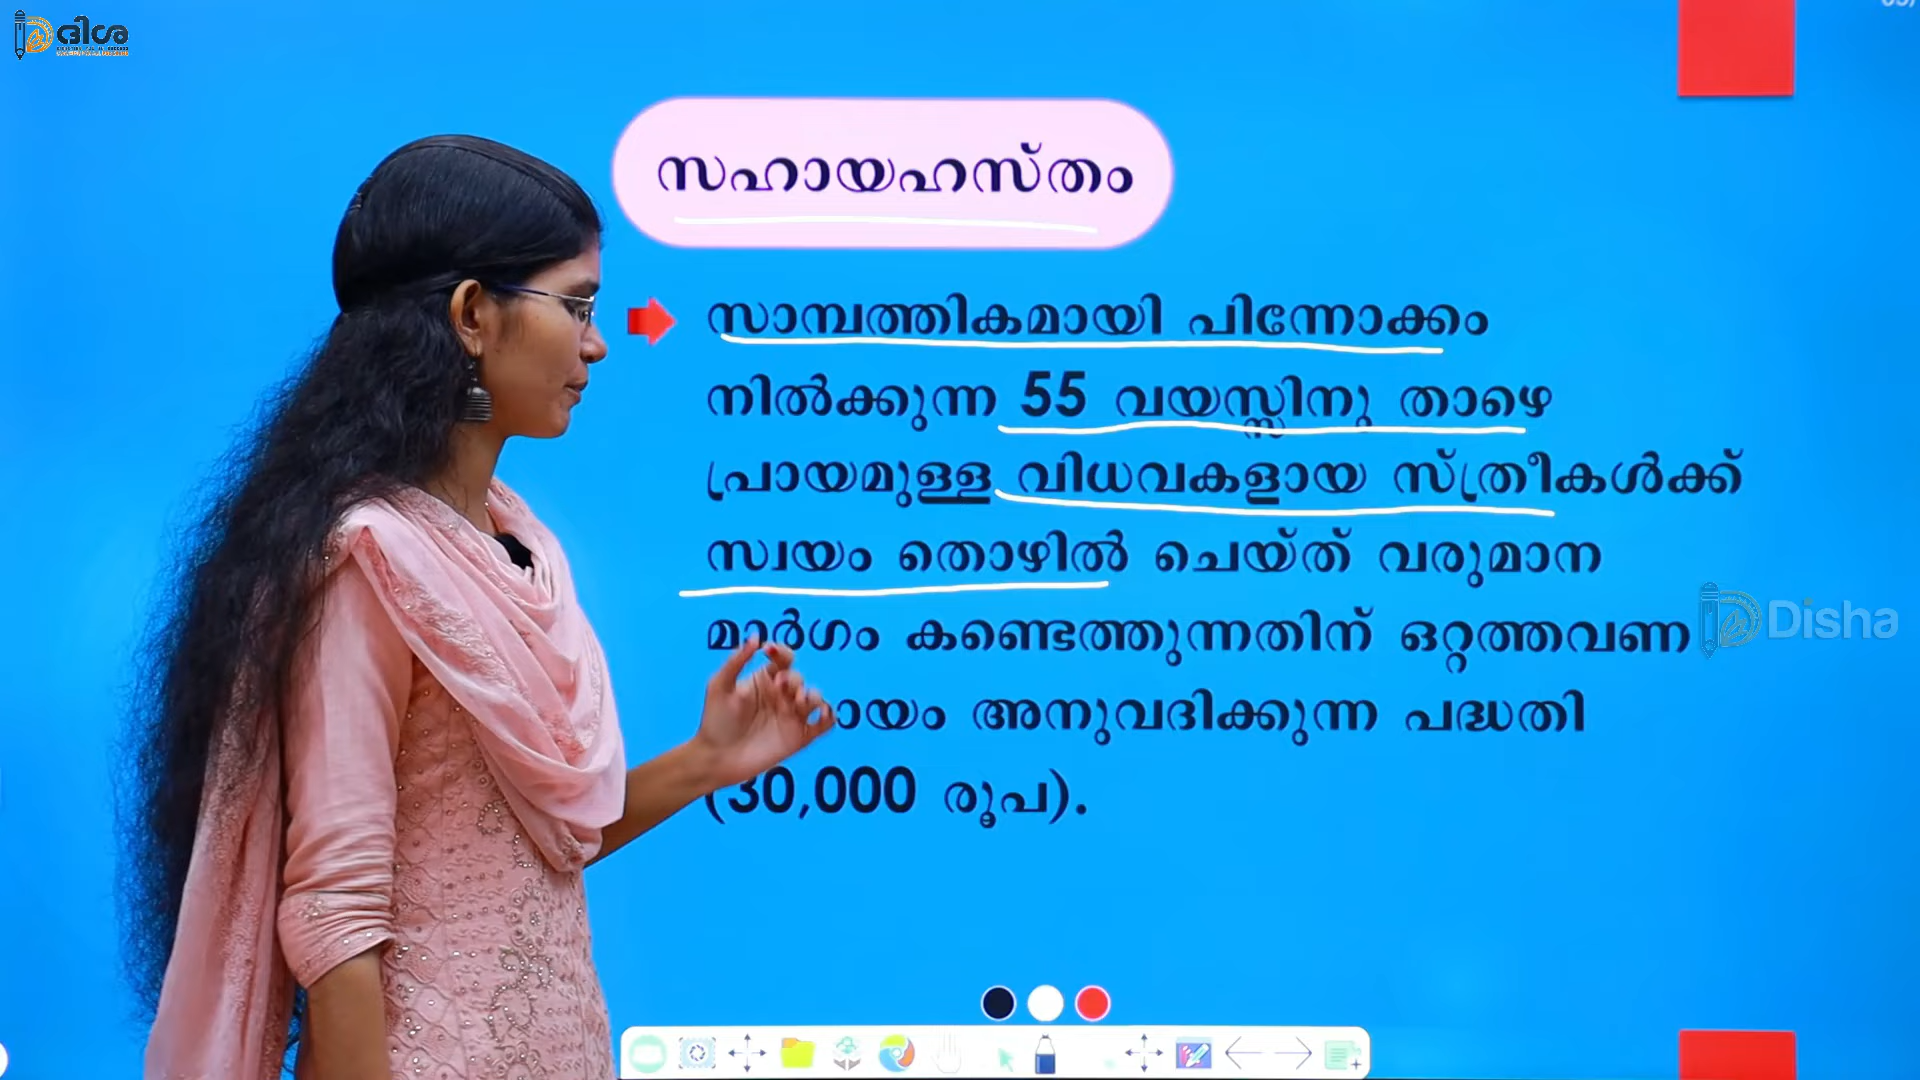 ദിശ
സഹായഹസ്തം
സാമ്പത്തികമായി പിന്നോക്കം
നിൽക്കുന്ന 55 വയസ്സിനു താഴെ
പ്രായമുള്ള വിധവകളായ സ്ത്രീകൾക്ക്
സ്വയം തൊഴിൽ ചെയ്ത് വരുമാന
മാർഗം കണ്ടെത്തുന്നതിന് ഒറ്റത്തവണ
അനുവദിക്കുന്ന പദ്ധതി
(30,000 രൂപ).
Disha